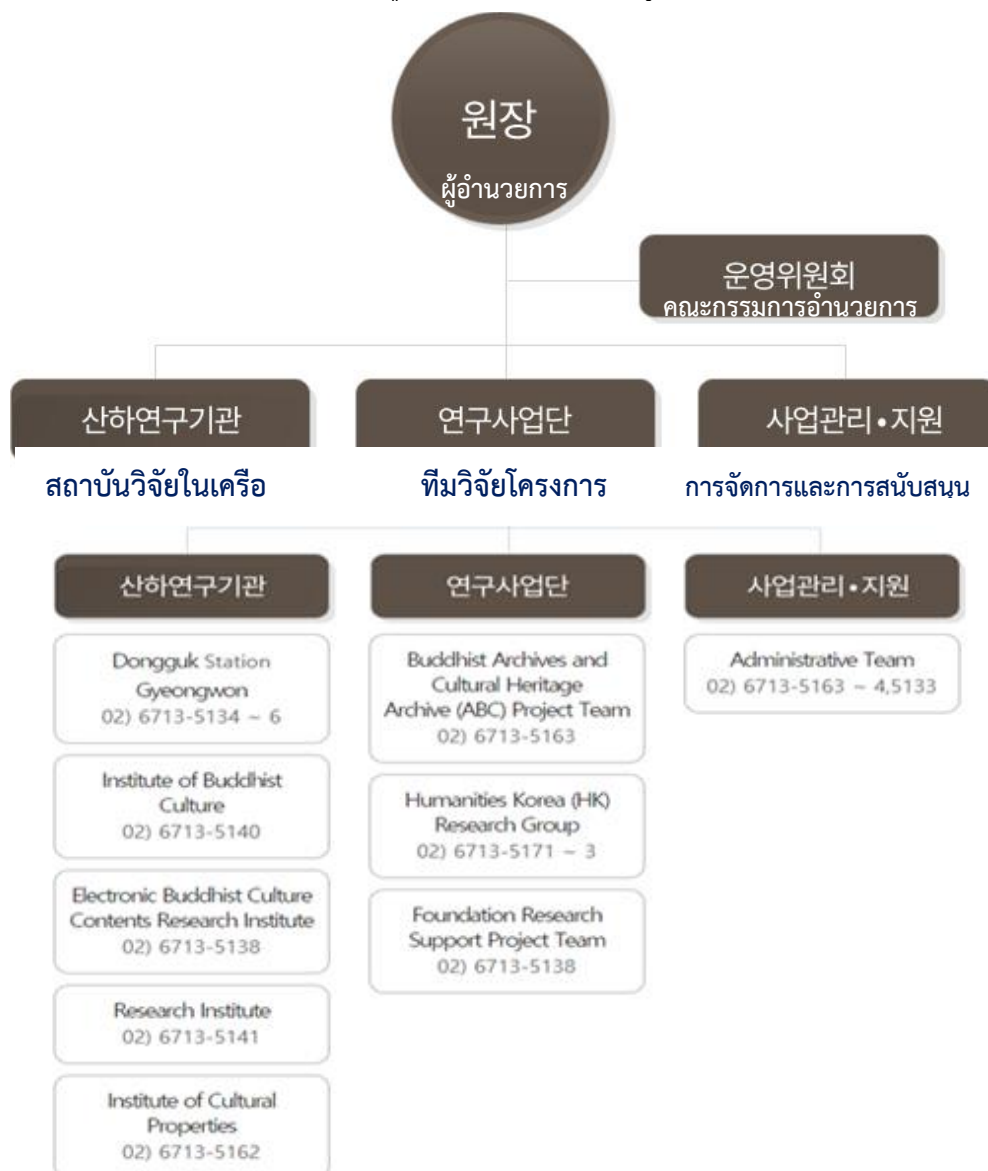 원장
ผู้อำนวยการ
운영위원회
คณะกรรมการอำนวยการ
산하연구기관
연구사업단
사업관리•지원
สถาบันวิจัยในเครือ
ทีมวิจัยโครงการ
การจัดการและการสนับสนุน
산하연구기관
Dongguk Station
Gyeongwon
02) 6713-5134 ~ 6
Institute of Buddhist
Culture
02) 6713-5140
Electronic Buddhist Culture
Contents Research Institute
02) 6713-5138
Research Institute
02) 6713-5141
Institute of Cultural
Properties
02) 6713-5162
연구사업단
Buddhist Archives and
Cultural Heritage
Archive (ABC) Project Team
02) 6713-5163
Humanities Korea (HK)
Research Group
02) 6713-5171 ~ 3
Foundation Research
Support Project Team
02) 6713-5138
사업관리•지원
Administrative Team
02) 6713-5163 ~ 4,5133